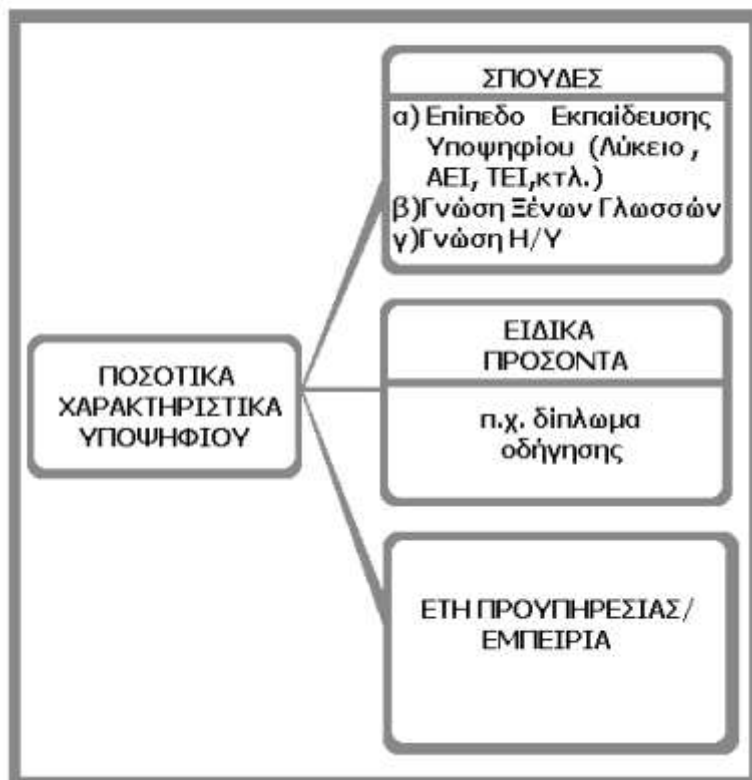 ΣΠΟΥΔΕΣ
α) Επίπεδο Εκπαίδευσης
Υποψηφίου (Λύκειο ,
ΑΕΙ, ΤΕΙ,κτλ.)
β)Γνώση Ξένων Γλωσσών
γ)Γνώση Η/Υ
ΠΟΣΟΤΙΚΑ
ΧΑΡΑΚΤΗΡΙΣΤΙΚΑ
ΥΠΟΨΗΦΙΟΥ
ΕΙΔΙΚΑ
ΠΡΟΣΟΝΤΑ
π.χ. δίπλωμα
οδήγησης
ΕΤΗ ΠΡΟΥΠΗΡΕΣΙΑΣ/
ΕΜΠΕΙΡΙΑ